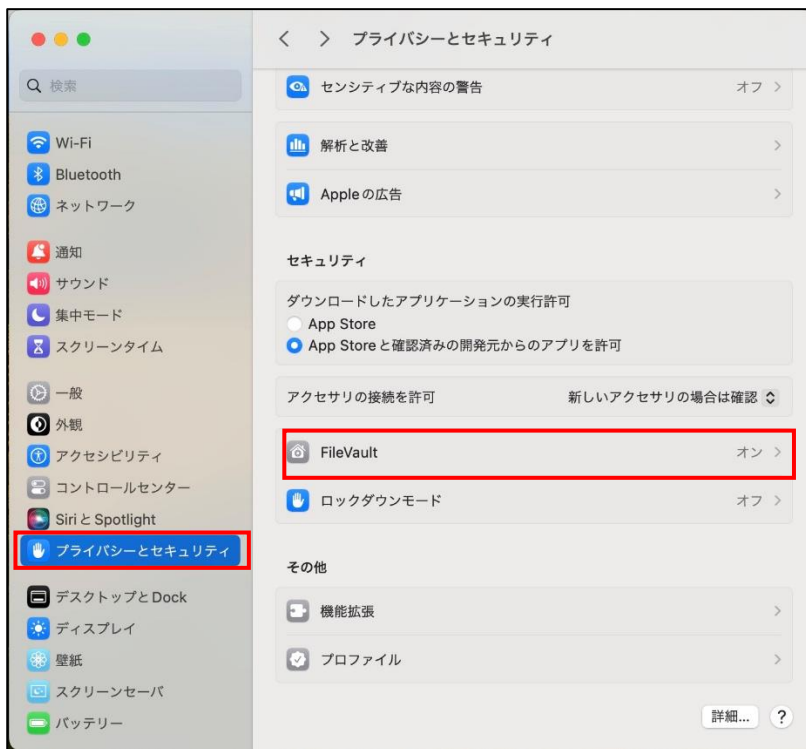 検索
Wi-Fi
Bluetooth
ネットワーク
通知
サウンド
集中モード
スクリーンタイム
一般
外観
アクセシビリティ
コントロールセンター
Siri と Spotlight
プライバシーとセキュリティ
デスクトップと Dock
ディスプレイ
壁紙
スクリーンセーバ
バッテリー
プライバシーとセキュリティ
センシティブな内容の警告 オフ
解析と改善
Apple の広告
セキュリティ
ダウンロードしたアプリケーションの実行許可
App Store
App Store と確認済みの開発元からのアプリを許可
アクセサリの接続を許可 新しいアクセサリの場合は確認
FileVault オン
ロックダウンモード オフ
その他
機能拡張
プロファイル
詳細... ?